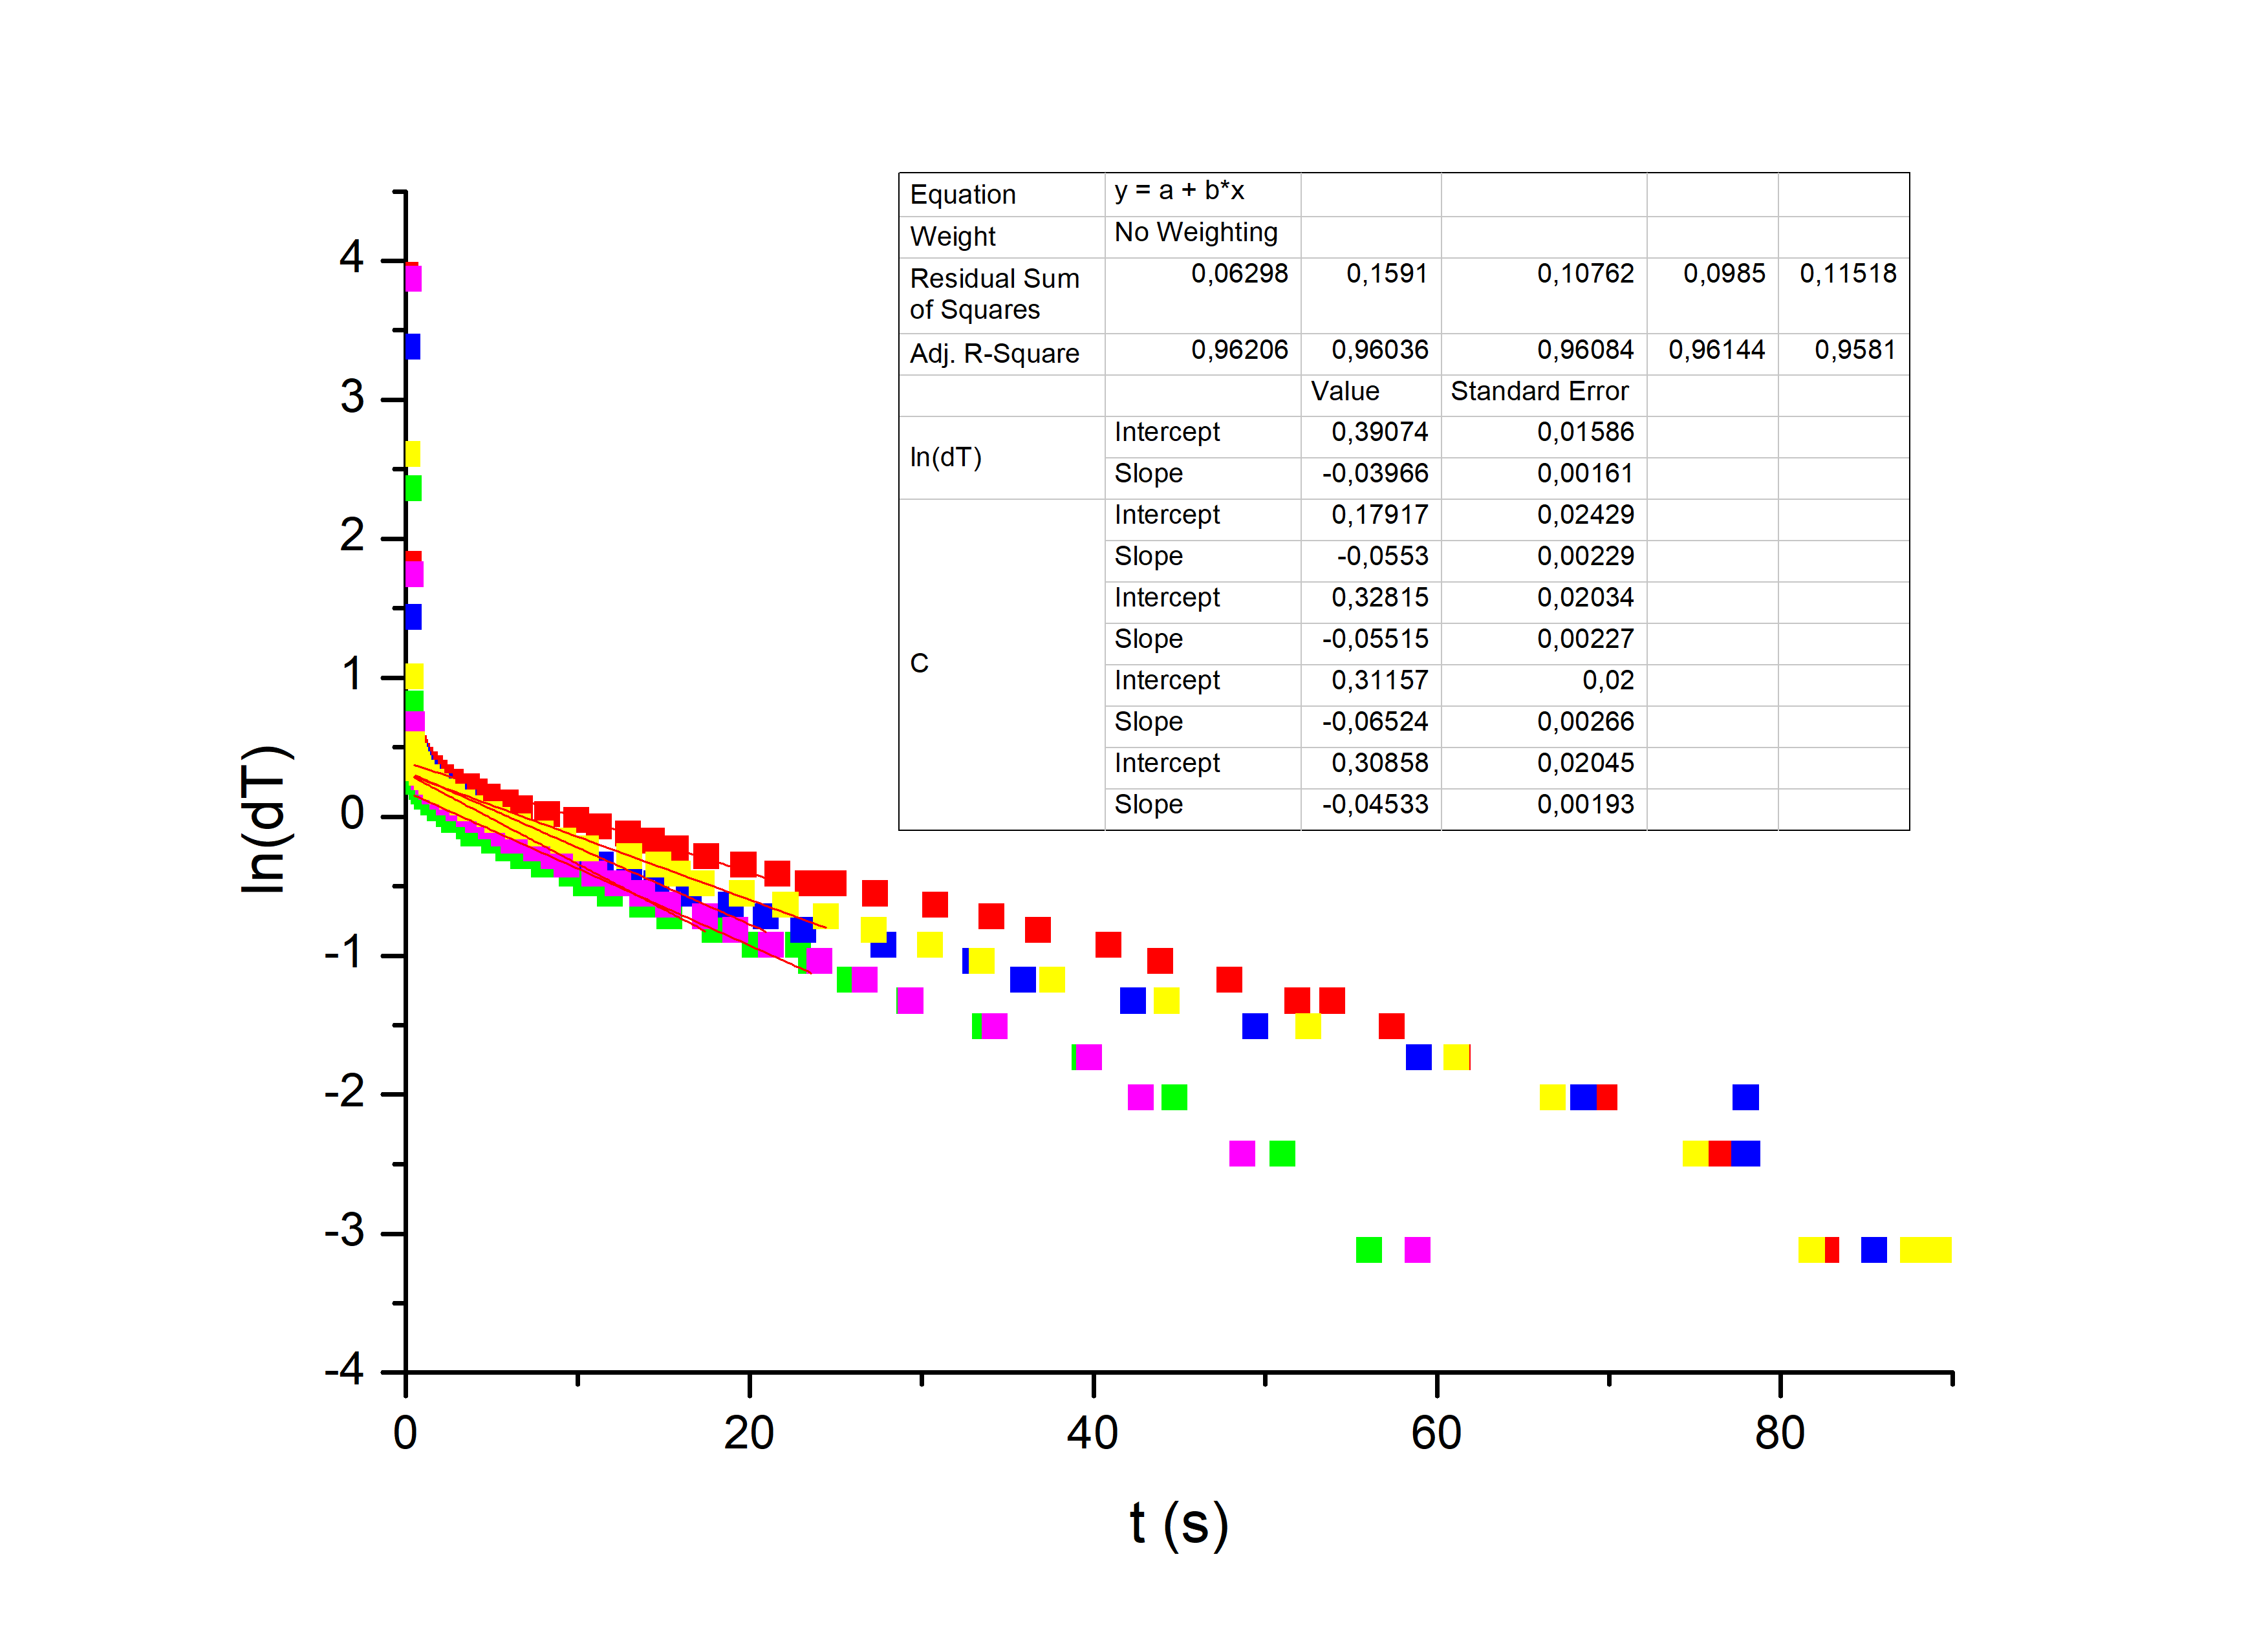 Equation y = a + b*x
Weight No Weighting
Residual Sum of Squares 0,06298 0,1591 0,10762 0,0985 0,11518
Adj. R-Square 0,96206 0,96036 0,96084 0,96144 0,9581
Value Standard Error
ln(dT) Intercept 0,39074 0,01586
Slope -0,03966 0,00161
C Intercept 0,17917 0,02429
Slope -0,0553 0,00229
Intercept 0,32815 0,02034
Slope -0,05515 0,00227
Intercept 0,31157 0,02
Slope -0,06524 0,00266
Intercept 0,30858 0,02045
Slope -0,04533 0,00193
4
3
2
1
0
-1
-2
-3
-4
ln(dT)
0 20 40 60 80
t (s)